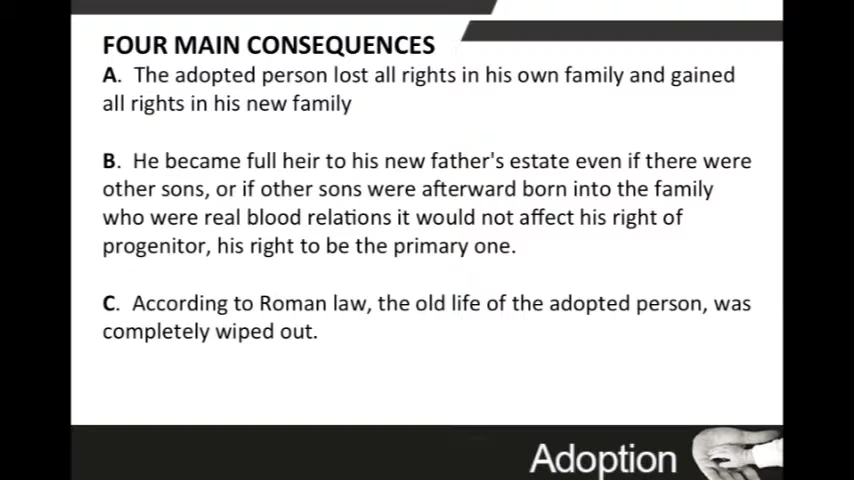 FOUR MAIN CONSEQUENCES
A. The adopted person lost all rights in his own family and gained
all rights in his new family
B. He became full heir to his new father's estate even if there were
other sons, or if other sons were afterward born into the family
who were real blood relations it would not affect his right of
progenitor, his right to be the primary one.
C. According to Roman law, the old life of the adopted person, was
completely wiped out.
Adoption